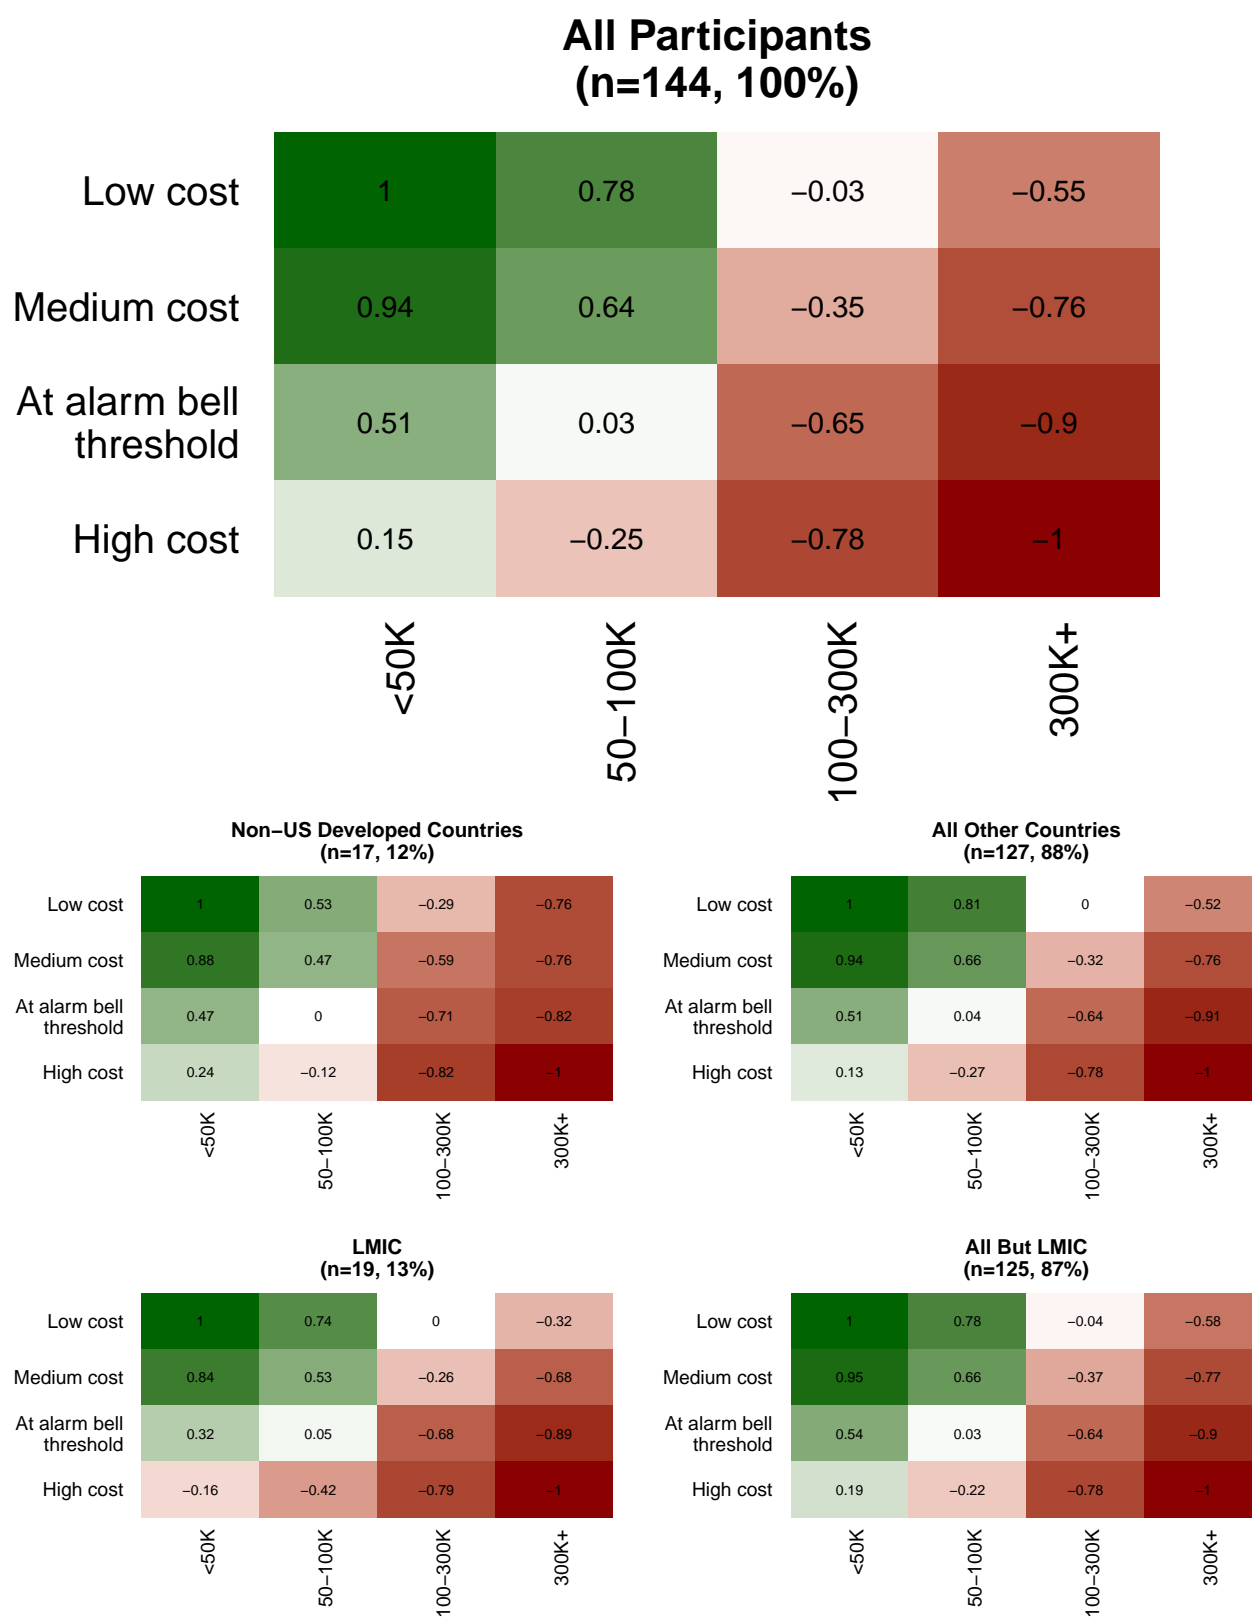 All Participants
(n=144, 100%)
Low cost 1 0.78 −0.03 −0.55
Medium cost 0.94 0.64 −0.35 −0.76
At alarm bell
threshold 0.51 0.03 −0.65 −0.9
High cost 0.15 −0.25 −0.78 −1
<50K 50−100K 100−300K 300K+
Non−US Developed Countries
(n=17, 12%)
Low cost 1 0.53 −0.29 −0.76
Medium cost 0.88 0.47 −0.59 −0.76
At alarm bell
threshold 0.47 0 −0.71 −0.82
High cost 0.24 −0.12 −0.82 −1
<50K 50−100K 100−300K 300K+
All Other Countries
(n=127, 88%)
Low cost 1 0.81 0 −0.52
Medium cost 0.94 0.66 −0.32 −0.76
At alarm bell
threshold 0.51 0.04 −0.64 −0.91
High cost 0.13 −0.27 −0.78 −1
<50K 50−100K 100−300K 300K+
LMIC
(n=19, 13%)
Low cost 1 0.74 0 −0.32
Medium cost 0.84 0.53 −0.26 −0.68
At alarm bell
threshold 0.32 0.05 −0.68 −0.89
High cost −0.16 −0.42 −0.79 −1
<50K 50−100K 100−300K 300K+
All But LMIC
(n=125, 87%)
Low cost 1 0.78 −0.04 −0.58
Medium cost 0.95 0.66 −0.37 −0.77
At alarm bell
threshold 0.54 0.03 −0.64 −0.9
High cost 0.19 −0.22 −0.78 −1
<50K 50−100K 100−300K 300K+